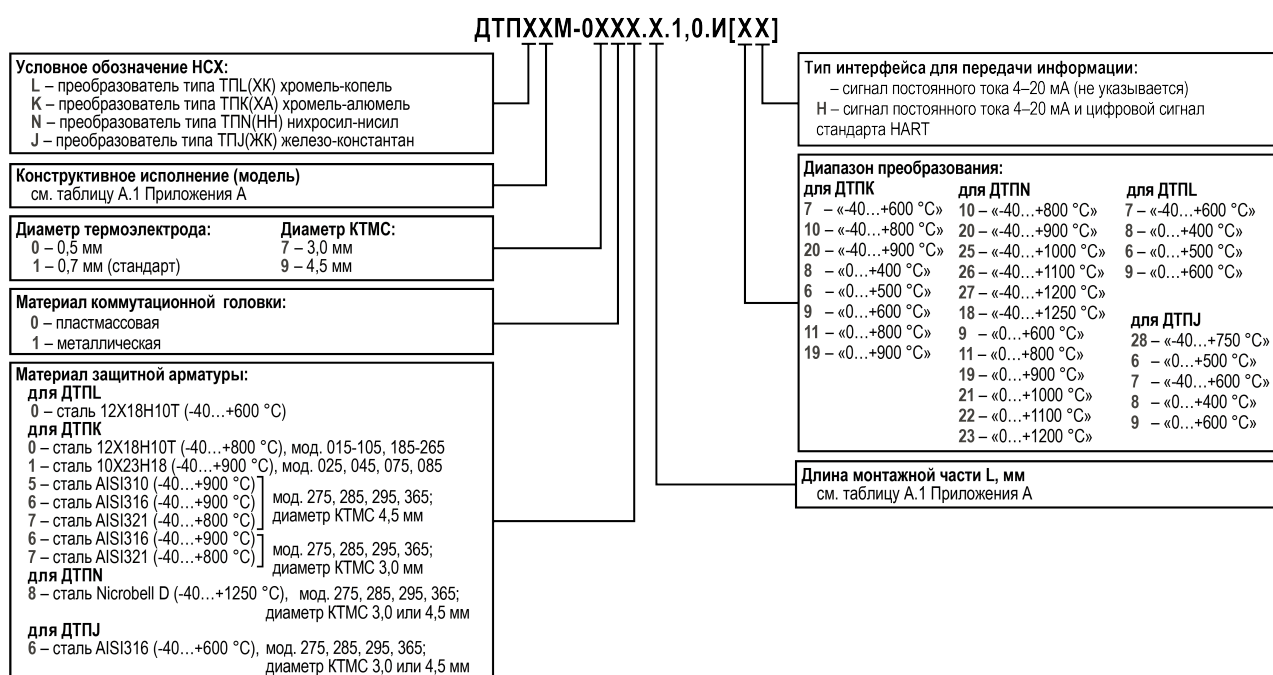 ДТПХХМ-0ХХХ.Х.1,0.И[ХХ]
Условное обозначение НСХ:
L – преобразователь типа ТПL(ХК) хромель-копель
K – преобразователь типа ТПК(ХА) хромель-алюмель
N – преобразователь типа ТПN(НН) нихросил-нисил
J – преобразователь типа ТПJ(ЖК) железо-константан
Конструктивное исполнение (модель)
см. таблицу А.1 Приложения А
Диаметр термоэлектрода:
0 – 0,5 мм
1 – 0,7 мм (стандарт)
Диаметр КТМС:
7 – 3,0 мм
9 – 4,5 мм
Материал коммутационной головки:
0 – пластмассовая
1 – металлическая
Материал защитной арматуры:
для ДТПL
0 – сталь 12Х18Н10Т (-40…+600 °С)
для ДТПК
0 – сталь 12Х18Н10Т (-40…+800 °С), мод. 015-105, 185-265
1 – сталь 10Х23Н18 (-40…+900 °С), мод. 025, 045, 075, 085
5 – сталь AISI310 (-40…+900 °С)
6 – сталь AISI316 (-40…+900 °С)
7 – сталь AISI321 (-40…+800 °С)
мод. 275, 285, 295, 365;
диаметр КТМС 4,5 мм
6 – сталь AISI316 (-40…+900 °С)
7 – сталь AISI321 (-40…+800 °С)
мод. 275, 285, 295, 365;
диаметр КТМС 3,0 мм
для ДТПN
8 – сталь Nicrobell D (-40…+1250 °С), мод. 275, 285, 295, 365;
диаметр КТМС 3,0 или 4,5 мм
для ДТПJ
6 – сталь AISI316 (-40…+600 °С), мод. 275, 285, 295, 365;
диаметр КТМС 3,0 или 4,5 мм
Тип интерфейса для передачи информации:
– сигнал постоянного тока 4–20 мА (не указывается)
Н – сигнал постоянного тока 4–20 мА и цифровой сигнал
стандарта HART
Диапазон преобразования:
для ДТПК
7 – «-40…+600 °С»
10 – «-40…+800 °С»
20 – «-40…+900 °С»
8 – «0…+400 °С»
6 – «0…+500 °С»
9 – «0…+600 °С»
11 – «0…+800 °С»
19 – «0…+900 °С»
для ДТПN
10 – «-40…+800 °С»
20 – «-40…+900 °С»
25 – «-40…+1000 °С»
26 – «-40…+1100 °С»
27 – «-40…+1200 °С»
18 – «-40…+1250 °С»
9 – «0…+600 °С»
11 – «0…+800 °С»
19 – «0…+900 °С»
21 – «0…+1000 °С»
22 – «0…+1100 °С»
23 – «0…+1200 °С»
для ДТПL
7 – «-40…+600 °С»
8 – «0…+400 °С»
6 – «0…+500 °С»
9 – «0…+600 °С»
для ДТПJ
28 – «-40…+750 °С»
6 – «0…+500 °С»
7 – «-40…+600 °С»
8 – «0…+400 °С»
9 – «0…+600 °С»
Длина монтажной части L, мм
см. таблицу А.1 Приложения А